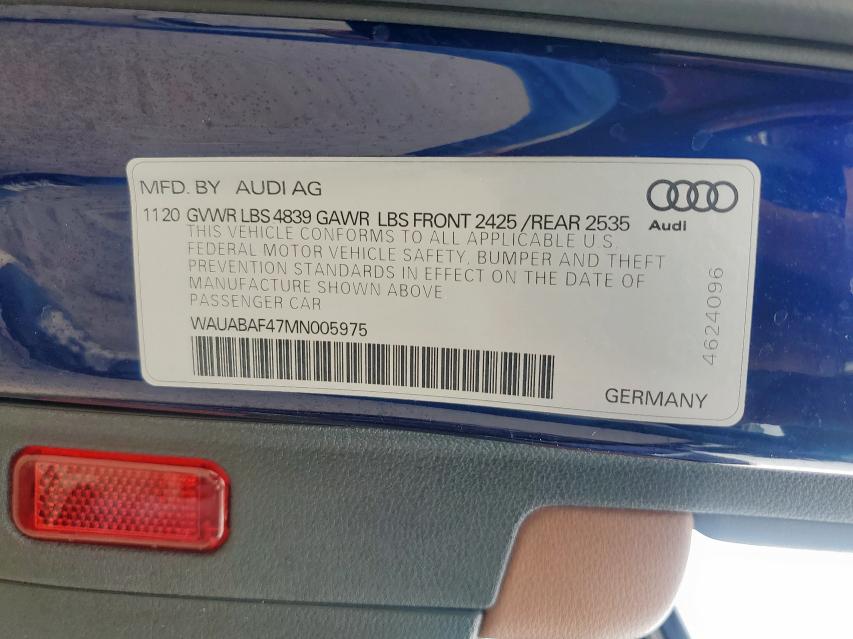 MFD. BY AUDI AG
Audi
11 20 GVWR LBS 4839 GAWR LBS FRONT 2425 /REAR 2535
THIS VEHICLE CONFORMS TO ALL APPLICABLE U.S.
FEDERAL MOTOR VEHICLE SAFETY, BUMPER AND THEFT
PREVENTION STANDARDS IN EFFECT ON THE DATE OF
MANUFACTURE SHOWN ABOVE
PASSENGER CAR
WAUABAF47MN005975
4624096
GERMANY